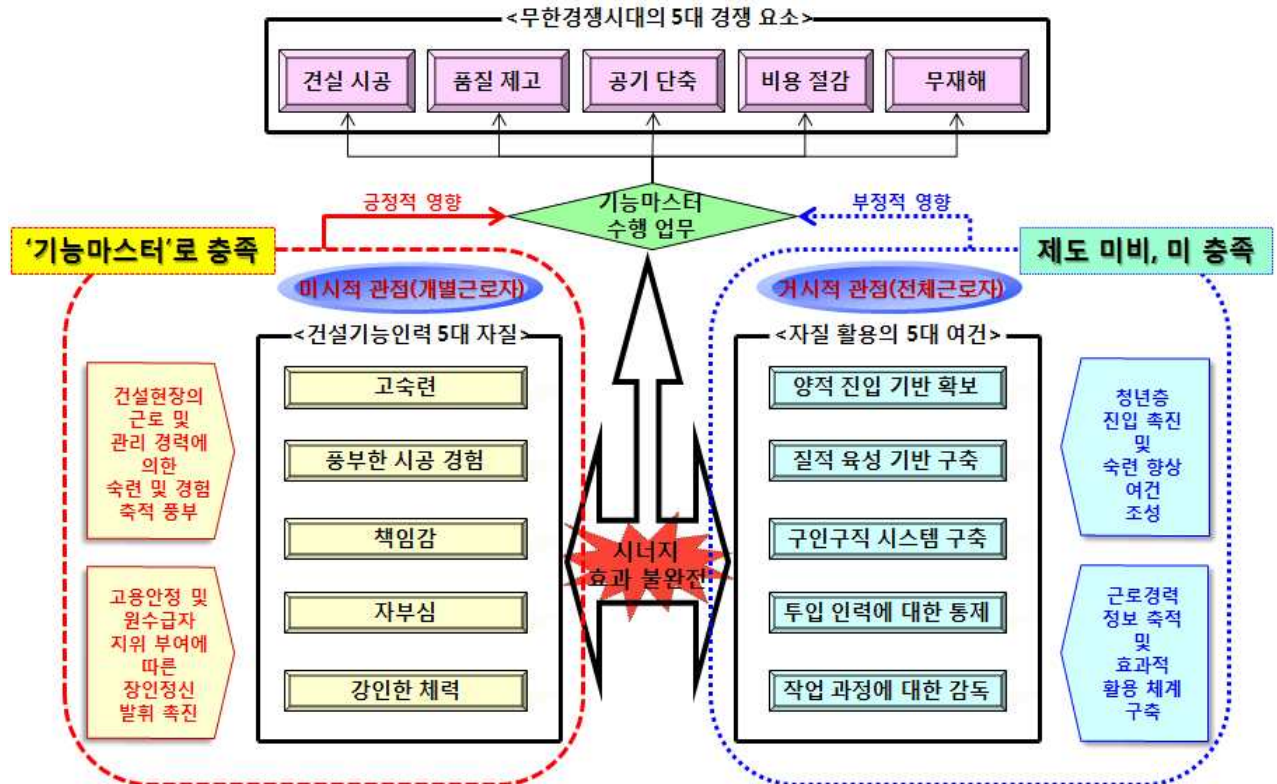 <무한경쟁시대의 5대 경쟁 요소>
견실 시공
품질 제고
공기 단축
비용 절감
무재해
긍정적 영향
기능마스터
수행 업무
부정적 영향
‘기능마스터’로 충족
제도 미비, 미 충족
미시적 관점(개별근로자)
거시적 관점(전체근로자)
<건설기능인력 5대 자질>
고숙련
풍부한 시공 경험
책임감
자부심
강인한 체력
건설현장의
근로 및
관리 경력에
의한
숙련 및 경험
축적 풍부
고용안정 및
원수급자
지위 부여에
따른
장인정신
발휘 촉진
시너지
효과 불완전
<자질 활용의 5대 여건>
양적 진입 기반 확보
질적 육성 기반 구축
구인구직 시스템 구축
투입 인력에 대한 통제
작업 과정에 대한 감독
청년층
진입 촉진
및
숙련 향상
여건
조성
근로경력
정보 축적
및
효과적
활용 체계
구축